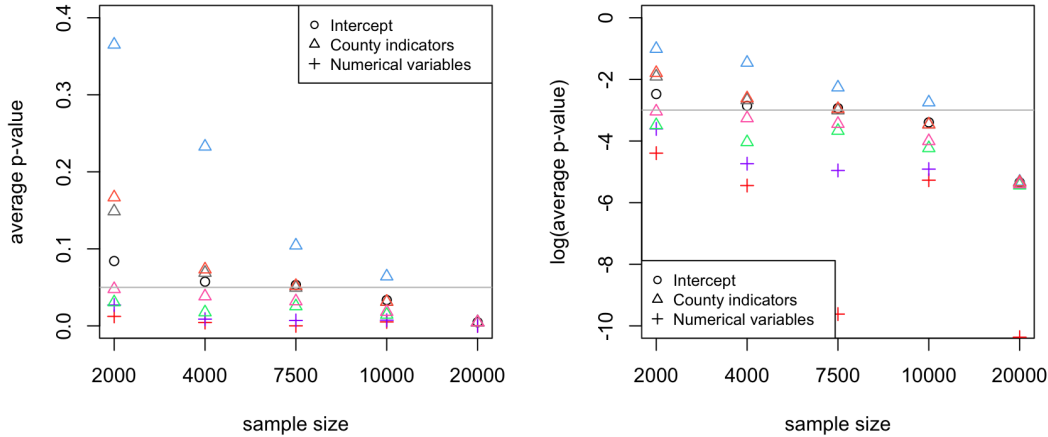 average p-value
0.4
0.3
0.2
0.1
0.0
Intercept
County indicators
Numerical variables
2000
4000
7500
10000
20000
sample size
log(average p-value)
0
-2
-4
-6
-8
-10
Intercept
County indicators
Numerical variables
2000
4000
7500
10000
20000
sample size